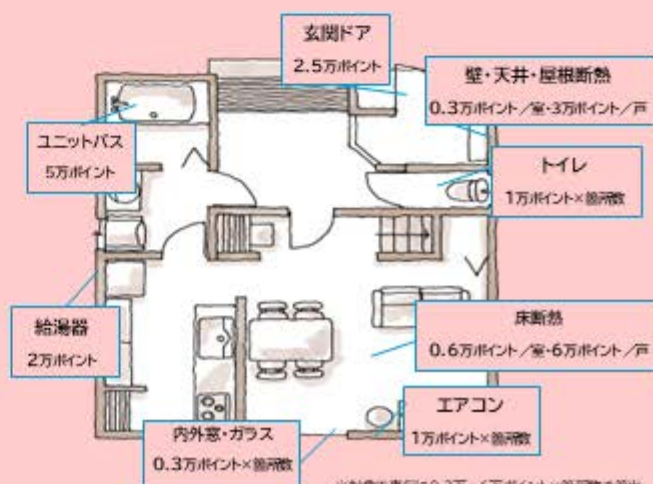 玄関ドア
2.5万ポイント
壁・天井・屋根断熱
0.3万ポイント／室・3万ポイント／戸
ユニットバス
5万ポイント
トイレ
1万ポイント×箇所数
給湯器
2万ポイント
床断熱
0.6万ポイント／室・6万ポイント／戸
エアコン
1万ポイント×箇所数
内外窓・ガラス
0.3万ポイント×箇所数